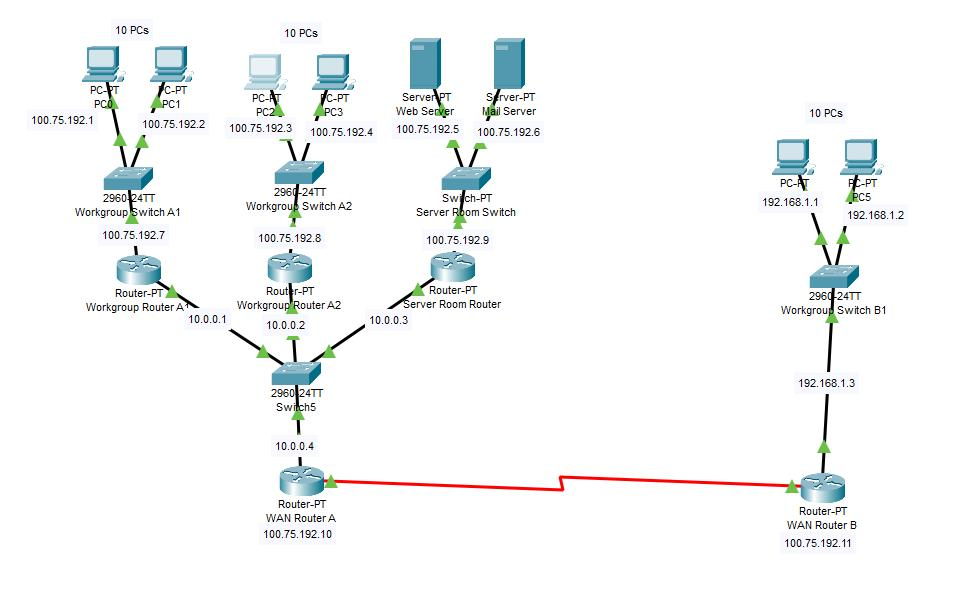 10 PCs
10 PCs
PC-PT
PC0
PC-PT
PC1
PC-PT
PC2
PC-PT
PC3
Server-PT
Web Server
Server-PT
Mail Server
100.75.192.1
100.75.192.2
100.75.192.3
100.75.192.4
100.75.192.5
100.75.192.6
10 PCs
PC-PT
PC-PT
PC5
192.168.1.1
192.168.1.2
2960-24TT
Workgroup Switch A1
2960-24TT
Workgroup Switch A2
Switch-PT
Server Room Switch
100.75.192.7
100.75.192.8
100.75.192.9
Router-PT
Workgroup Router A1
Router-PT
Workgroup Router A2
Router-PT
Server Room Router
2960-24TT
Workgroup Switch B1
10.0.0.1
10.0.0.2
10.0.0.3
2960-24TT
Switch5
192.168.1.3
10.0.0.4
Router-PT
WAN Router A
100.75.192.10
Router-PT
WAN Router B
100.75.192.11